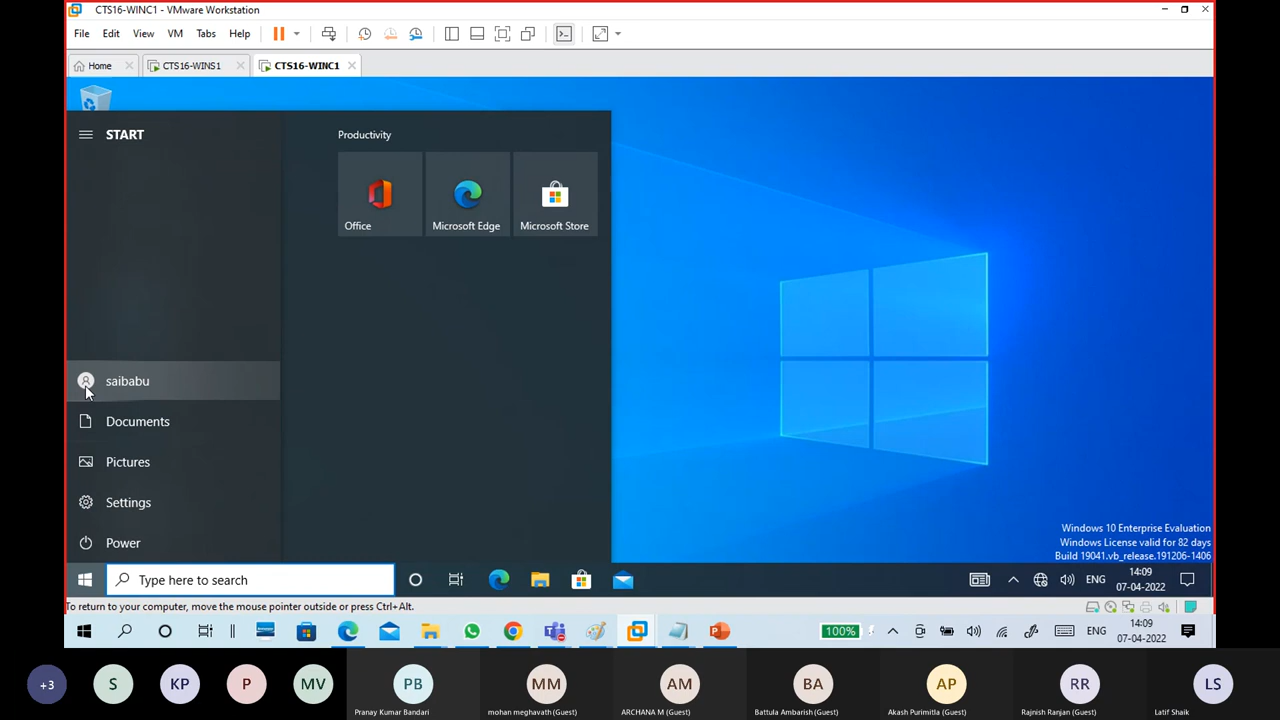 CTS16-WINC1 - VMware Workstation
File Edit View VM Tabs Help
Home CTS16-WINS1 CTS16-WINC1
START
Productivity
Office Microsoft Edge Microsoft Store
saibabu
Documents
Pictures
Settings
Power
Windows 10 Enterprise Evaluation
Windows License valid for 82 days
Build 19041.vb_release.191206-1406
Type here to search
ENG
14:09
07-04-2022
To return to your computer, move the mouse pointer outside or press Ctrl+Alt.
100%
ENG
14:09
07-04-2022
+3 S KP P MV PB MM AM BA AP RR LS
Pranay Kumar Bandari mohan meghavath (Guest) ARCHANA M (Guest) Battula Ambarish (Guest) Akash Purimitla (Guest) Rajnish Ranjan (Guest) Latif Shaik